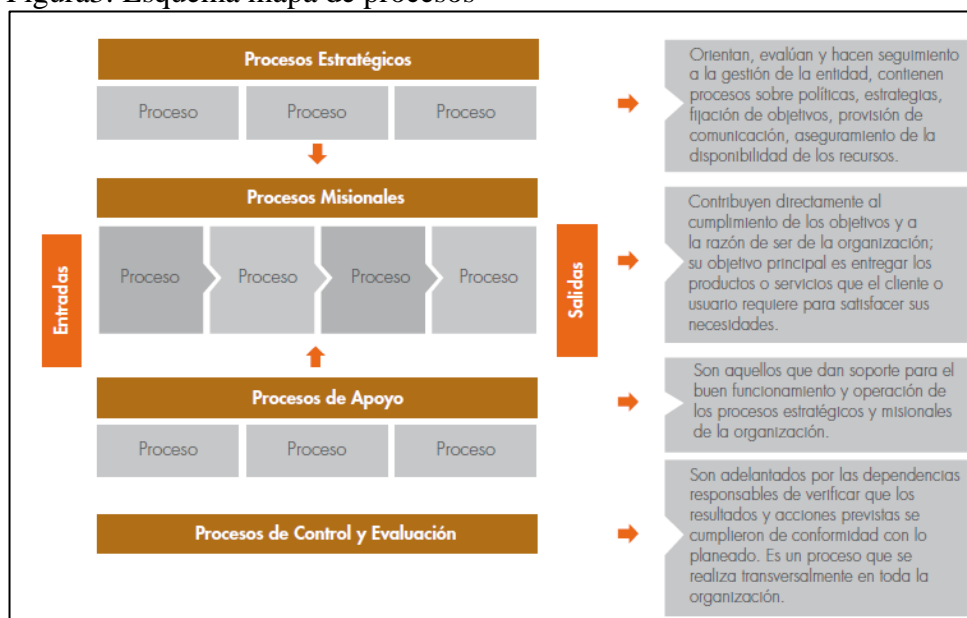 Figura3. Esquema mapa de procesos
Procesos Estratégicos
Proceso
Proceso
Proceso
Orientan, evalúan y hacen seguimiento
a la gestión de la entidad, contienen
procesos sobre políticas, estrategias,
fijación de objetivos, provisión de
comunicación, aseguramiento de la
disponibilidad de los recursos.
Procesos Misionales
Entradas
Proceso
Proceso
Proceso
Proceso
Salidas
Contribuyen directamente al
cumplimiento de los objetivos y a
la razón de ser de la organización;
su objetivo principal es entregar los
productos o servicios que el cliente o
usuario requiere para satisfacer sus
necesidades.
Procesos de Apoyo
Proceso
Proceso
Proceso
Son aquellos que dan soporte para el
buen funcionamiento y operación de
los procesos estratégicos y misionales
de la organización.
Procesos de Control y Evaluación
Son adelantados por las dependencias
responsables de verificar que los
resultados y acciones previstas se
cumplieron de conformidad con lo
planeado. Es un proceso que se
realiza transversalmente en toda la
organización.